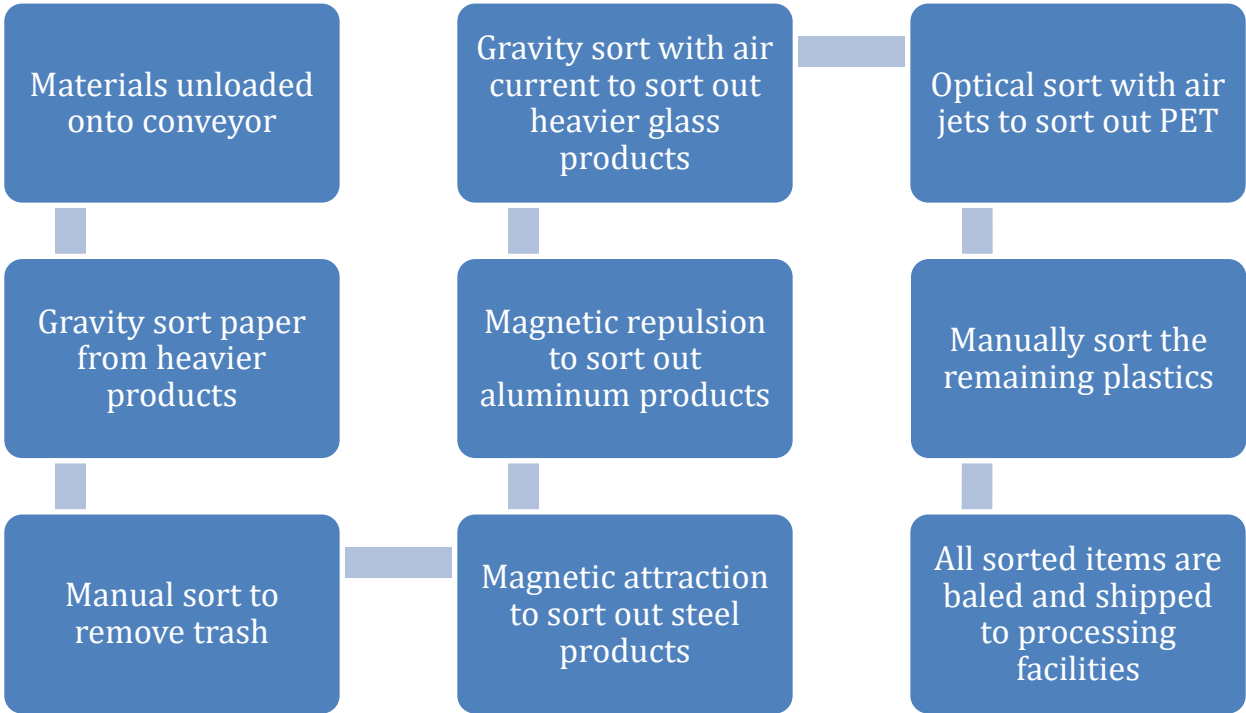 Materials unloaded
onto conveyor
Gravity sort paper
from heavier
products
Manual sort to
remove trash
Magnetic attraction
to sort out steel
products
Magnetic repulsion
to sort out
aluminum products
Gravity sort with air
current to sort out
heavier glass
products
Optical sort with air
jets to sort out PET
Manually sort the
remaining plastics
All sorted items are
baled and shipped
to processing
facilities